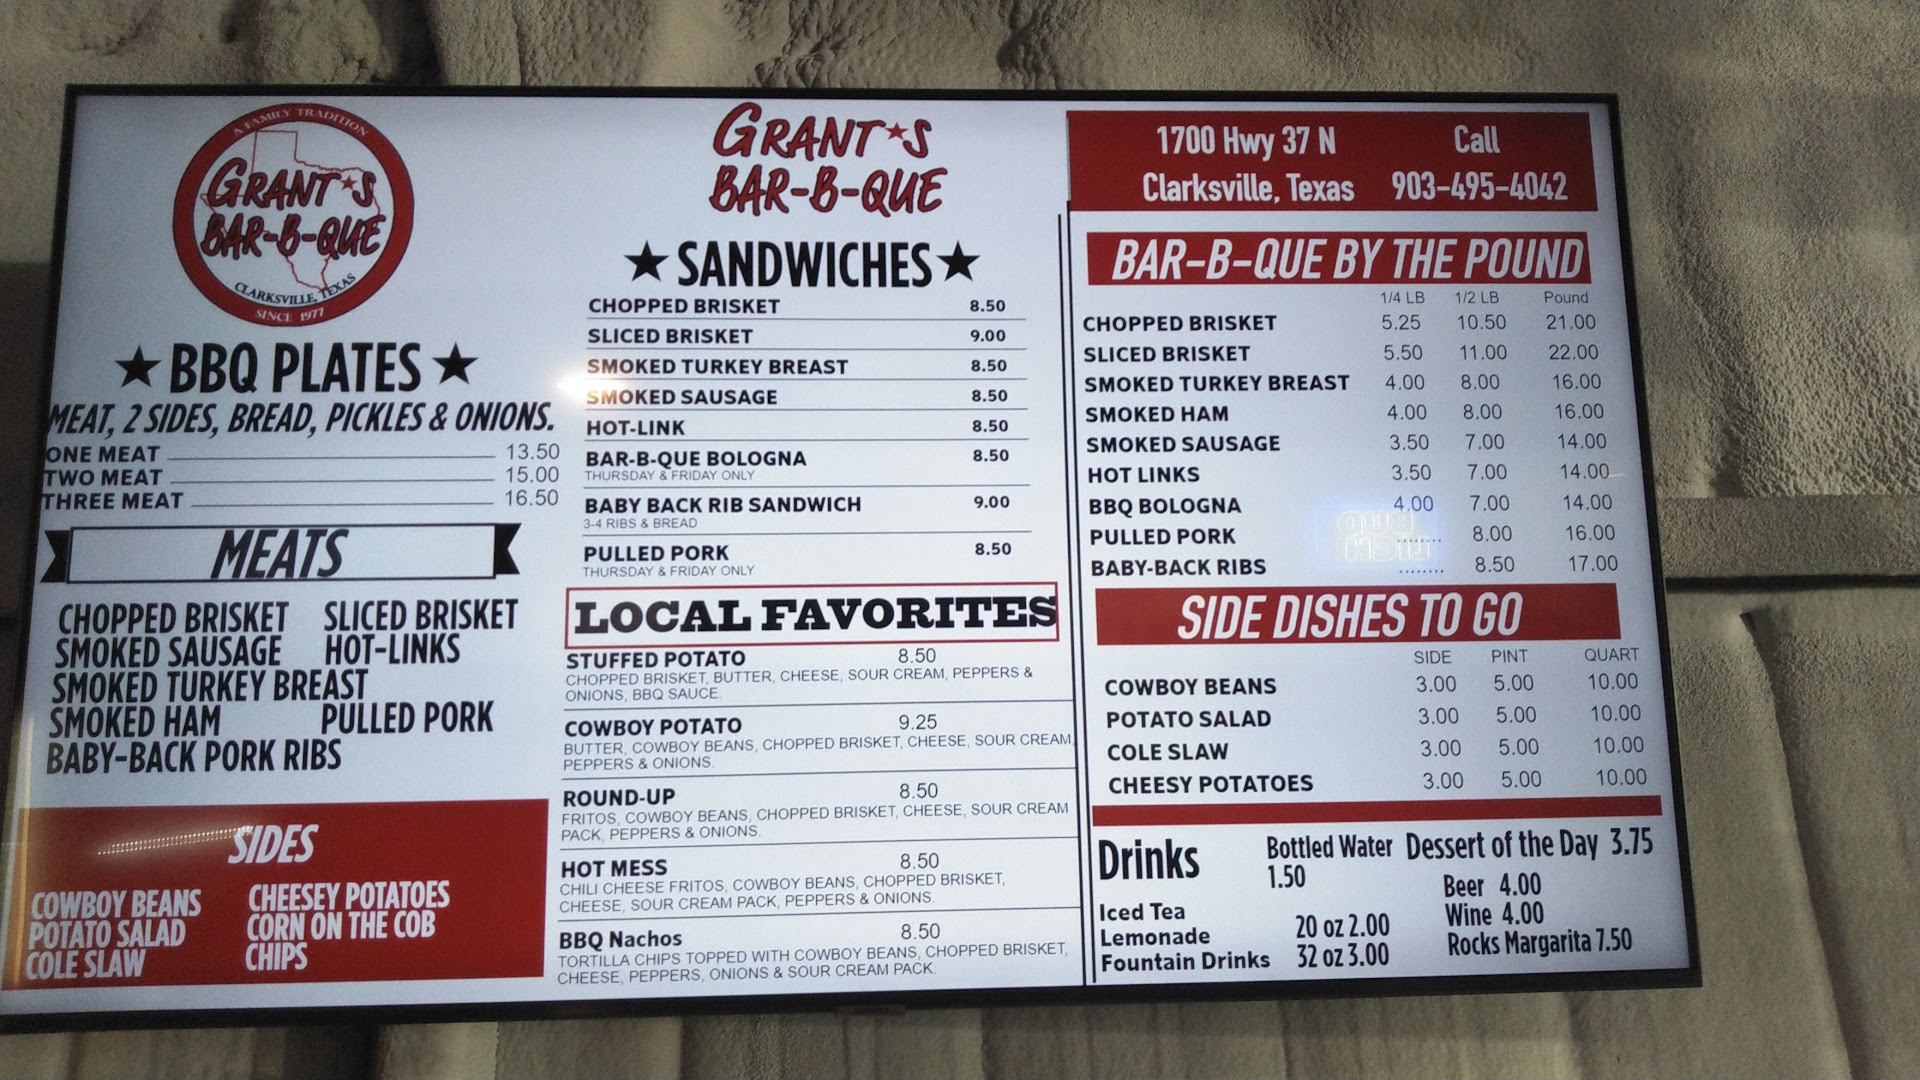 A FAMILY TRADITION
GRANT★S
BAR-B-QUE
CLARKSVILLE, TEXAS
SINCE 1977
★ BBQ PLATES ★
MEAT, 2 SIDES, BREAD, PICKLES & ONIONS.
ONE MEAT 13.50
TWO MEAT 15.00
THREE MEAT 16.50
MEATS
CHOPPED BRISKET SLICED BRISKET
SMOKED SAUSAGE HOT-LINKS
SMOKED TURKEY BREAST
SMOKED HAM PULLED PORK
BABY-BACK PORK RIBS
SIDES
COWBOY BEANS CHEESEY POTATOES
POTATO SALAD CORN ON THE COB
COLE SLAW CHIPS
GRANT★S
BAR-B-QUE
★ SANDWICHES ★
CHOPPED BRISKET 8.50
SLICED BRISKET 9.00
SMOKED TURKEY BREAST 8.50
SMOKED SAUSAGE 8.50
HOT-LINK 8.50
BAR-B-QUE BOLOGNA 8.50
THURSDAY & FRIDAY ONLY
BABY BACK RIB SANDWICH 9.00
3-4 RIBS & BREAD
PULLED PORK 8.50
THURSDAY & FRIDAY ONLY
LOCAL FAVORITES
STUFFED POTATO 8.50
CHOPPED BRISKET, BUTTER, CHEESE, SOUR CREAM, PEPPERS &
ONIONS, BBQ SAUCE.
COWBOY POTATO 9.25
BUTTER, COWBOY BEANS, CHOPPED BRISKET, CHEESE, SOUR CREAM,
PEPPERS & ONIONS.
ROUND-UP 8.50
FRITOS, COWBOY BEANS, CHOPPED BRISKET, CHEESE, SOUR CREAM
PACK, PEPPERS & ONIONS.
HOT MESS 8.50
CHILI CHEESE FRITOS, COWBOY BEANS, CHOPPED BRISKET,
CHEESE, SOUR CREAM PACK, PEPPERS & ONIONS.
BBQ Nachos 8.50
TORTILLA CHIPS TOPPED WITH COWBOY BEANS, CHOPPED BRISKET,
CHEESE, PEPPERS, ONIONS & SOUR CREAM PACK.
1700 Hwy 37 N Call
Clarksville, Texas 903-495-4042
BAR-B-QUE BY THE POUND
1/4 LB 1/2 LB Pound
CHOPPED BRISKET 5.25 10.50 21.00
SLICED BRISKET 5.50 11.00 22.00
SMOKED TURKEY BREAST 4.00 8.00 16.00
SMOKED HAM 4.00 8.00 16.00
SMOKED SAUSAGE 3.50 7.00 14.00
HOT LINKS 3.50 7.00 14.00
BBQ BOLOGNA 4.00 7.00 14.00
PULLED PORK ........ 8.00 16.00
BABY-BACK RIBS ........ 8.50 17.00
SIDE DISHES TO GO
SIDE PINT QUART
COWBOY BEANS 3.00 5.00 10.00
POTATO SALAD 3.00 5.00 10.00
COLE SLAW 3.00 5.00 10.00
CHEESY POTATOES 3.00 5.00 10.00
Drinks
Bottled Water
1.50
Iced Tea
Lemonade 20 oz 2.00
Fountain Drinks 32 oz 3.00
Dessert of the Day 3.75
Beer 4.00
Wine 4.00
Rocks Margarita 7.50